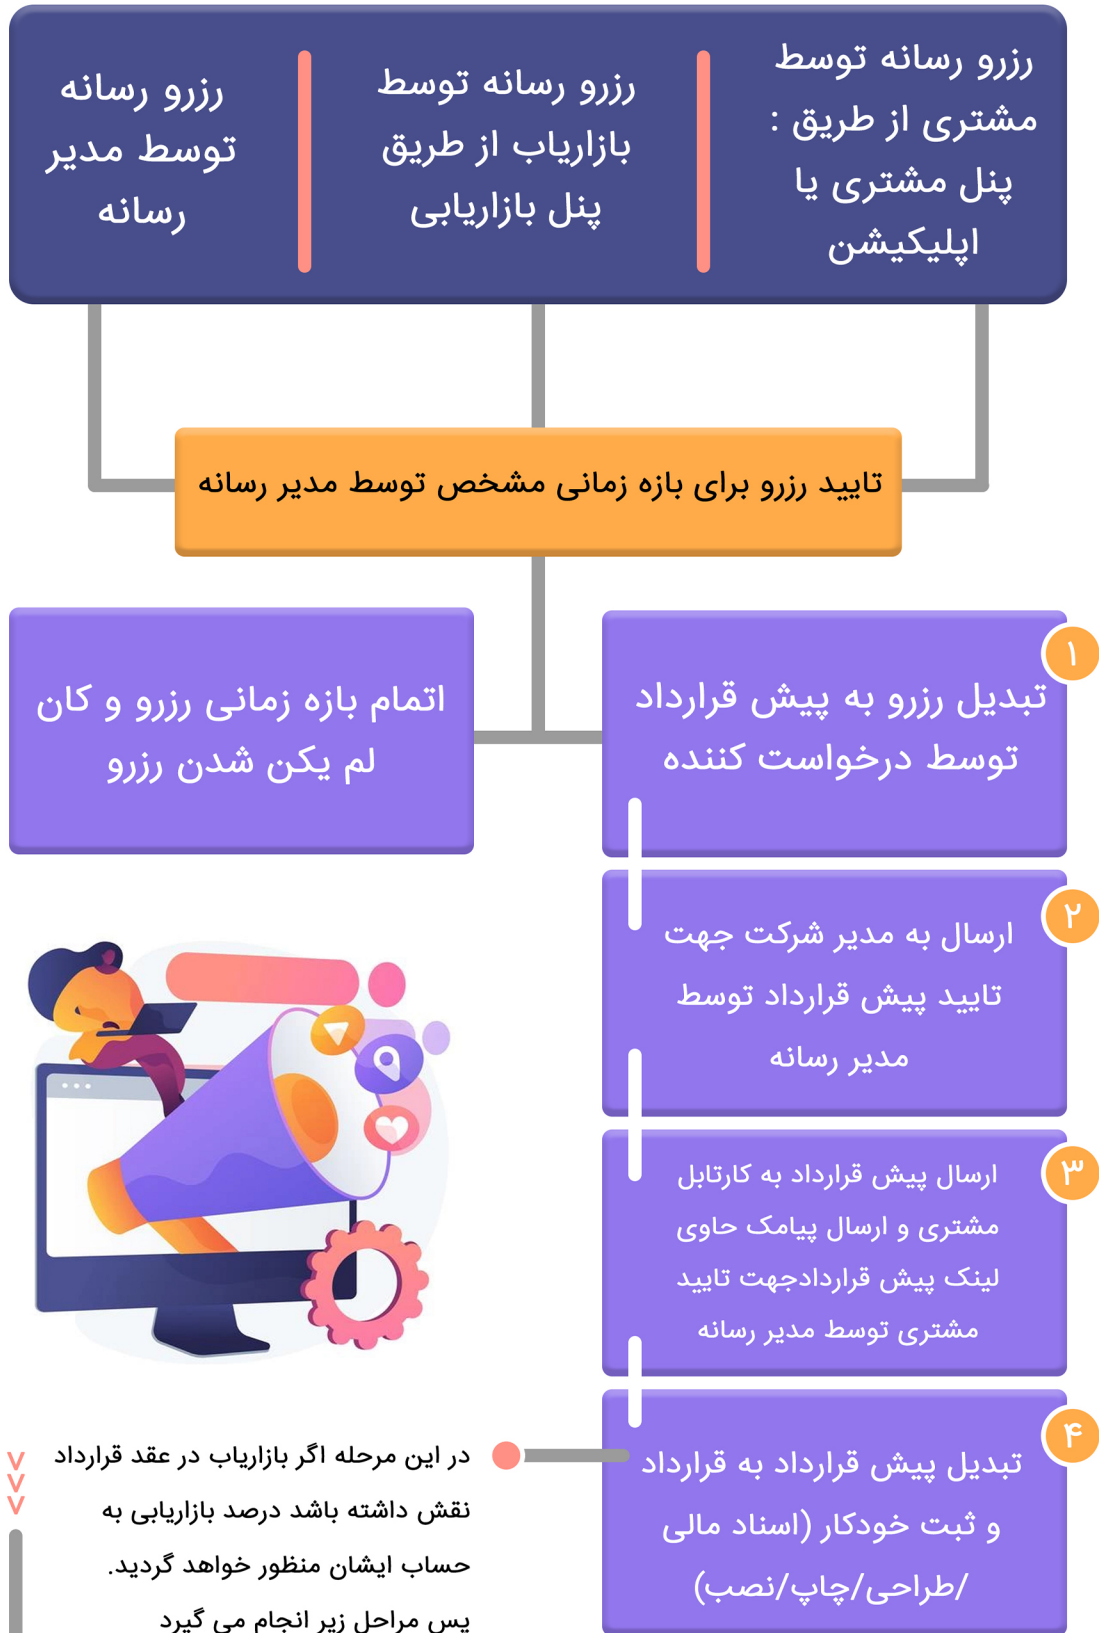 رزرو رسانه توسط
مشتری از طریق :
پنل مشتری یا
اپلیکیشن
رزرو رسانه توسط
بازاریاب از طریق
پنل بازاریابی
رزرو رسانه
توسط مدیر
رسانه
تایید رزرو برای بازه زمانی مشخص توسط مدیر رسانه
۱
تبدیل رزرو به پیش قرارداد
توسط درخواست کننده
اتمام بازه زمانی رزرو و کان
لم یکن شدن رزرو
۲
ارسال به مدیر شرکت جهت
تایید پیش قرارداد توسط
مدیر رسانه
۳
ارسال پیش قرارداد به کارتابل
مشتری و ارسال پیامک حاوی
لینک پیش قراردادجهت تایید
مشتری توسط مدیر رسانه
۴
تبدیل پیش قرارداد به قرارداد
و ثبت خودکار (اسناد مالی
/طراحی/چاپ/نصب)
در این مرحله اگر بازاریاب در عقد قرارداد
نقش داشته باشد درصد بازاریابی به
حساب ایشان منظور خواهد گردید.
پس مراحل زیر انجام می گیرد